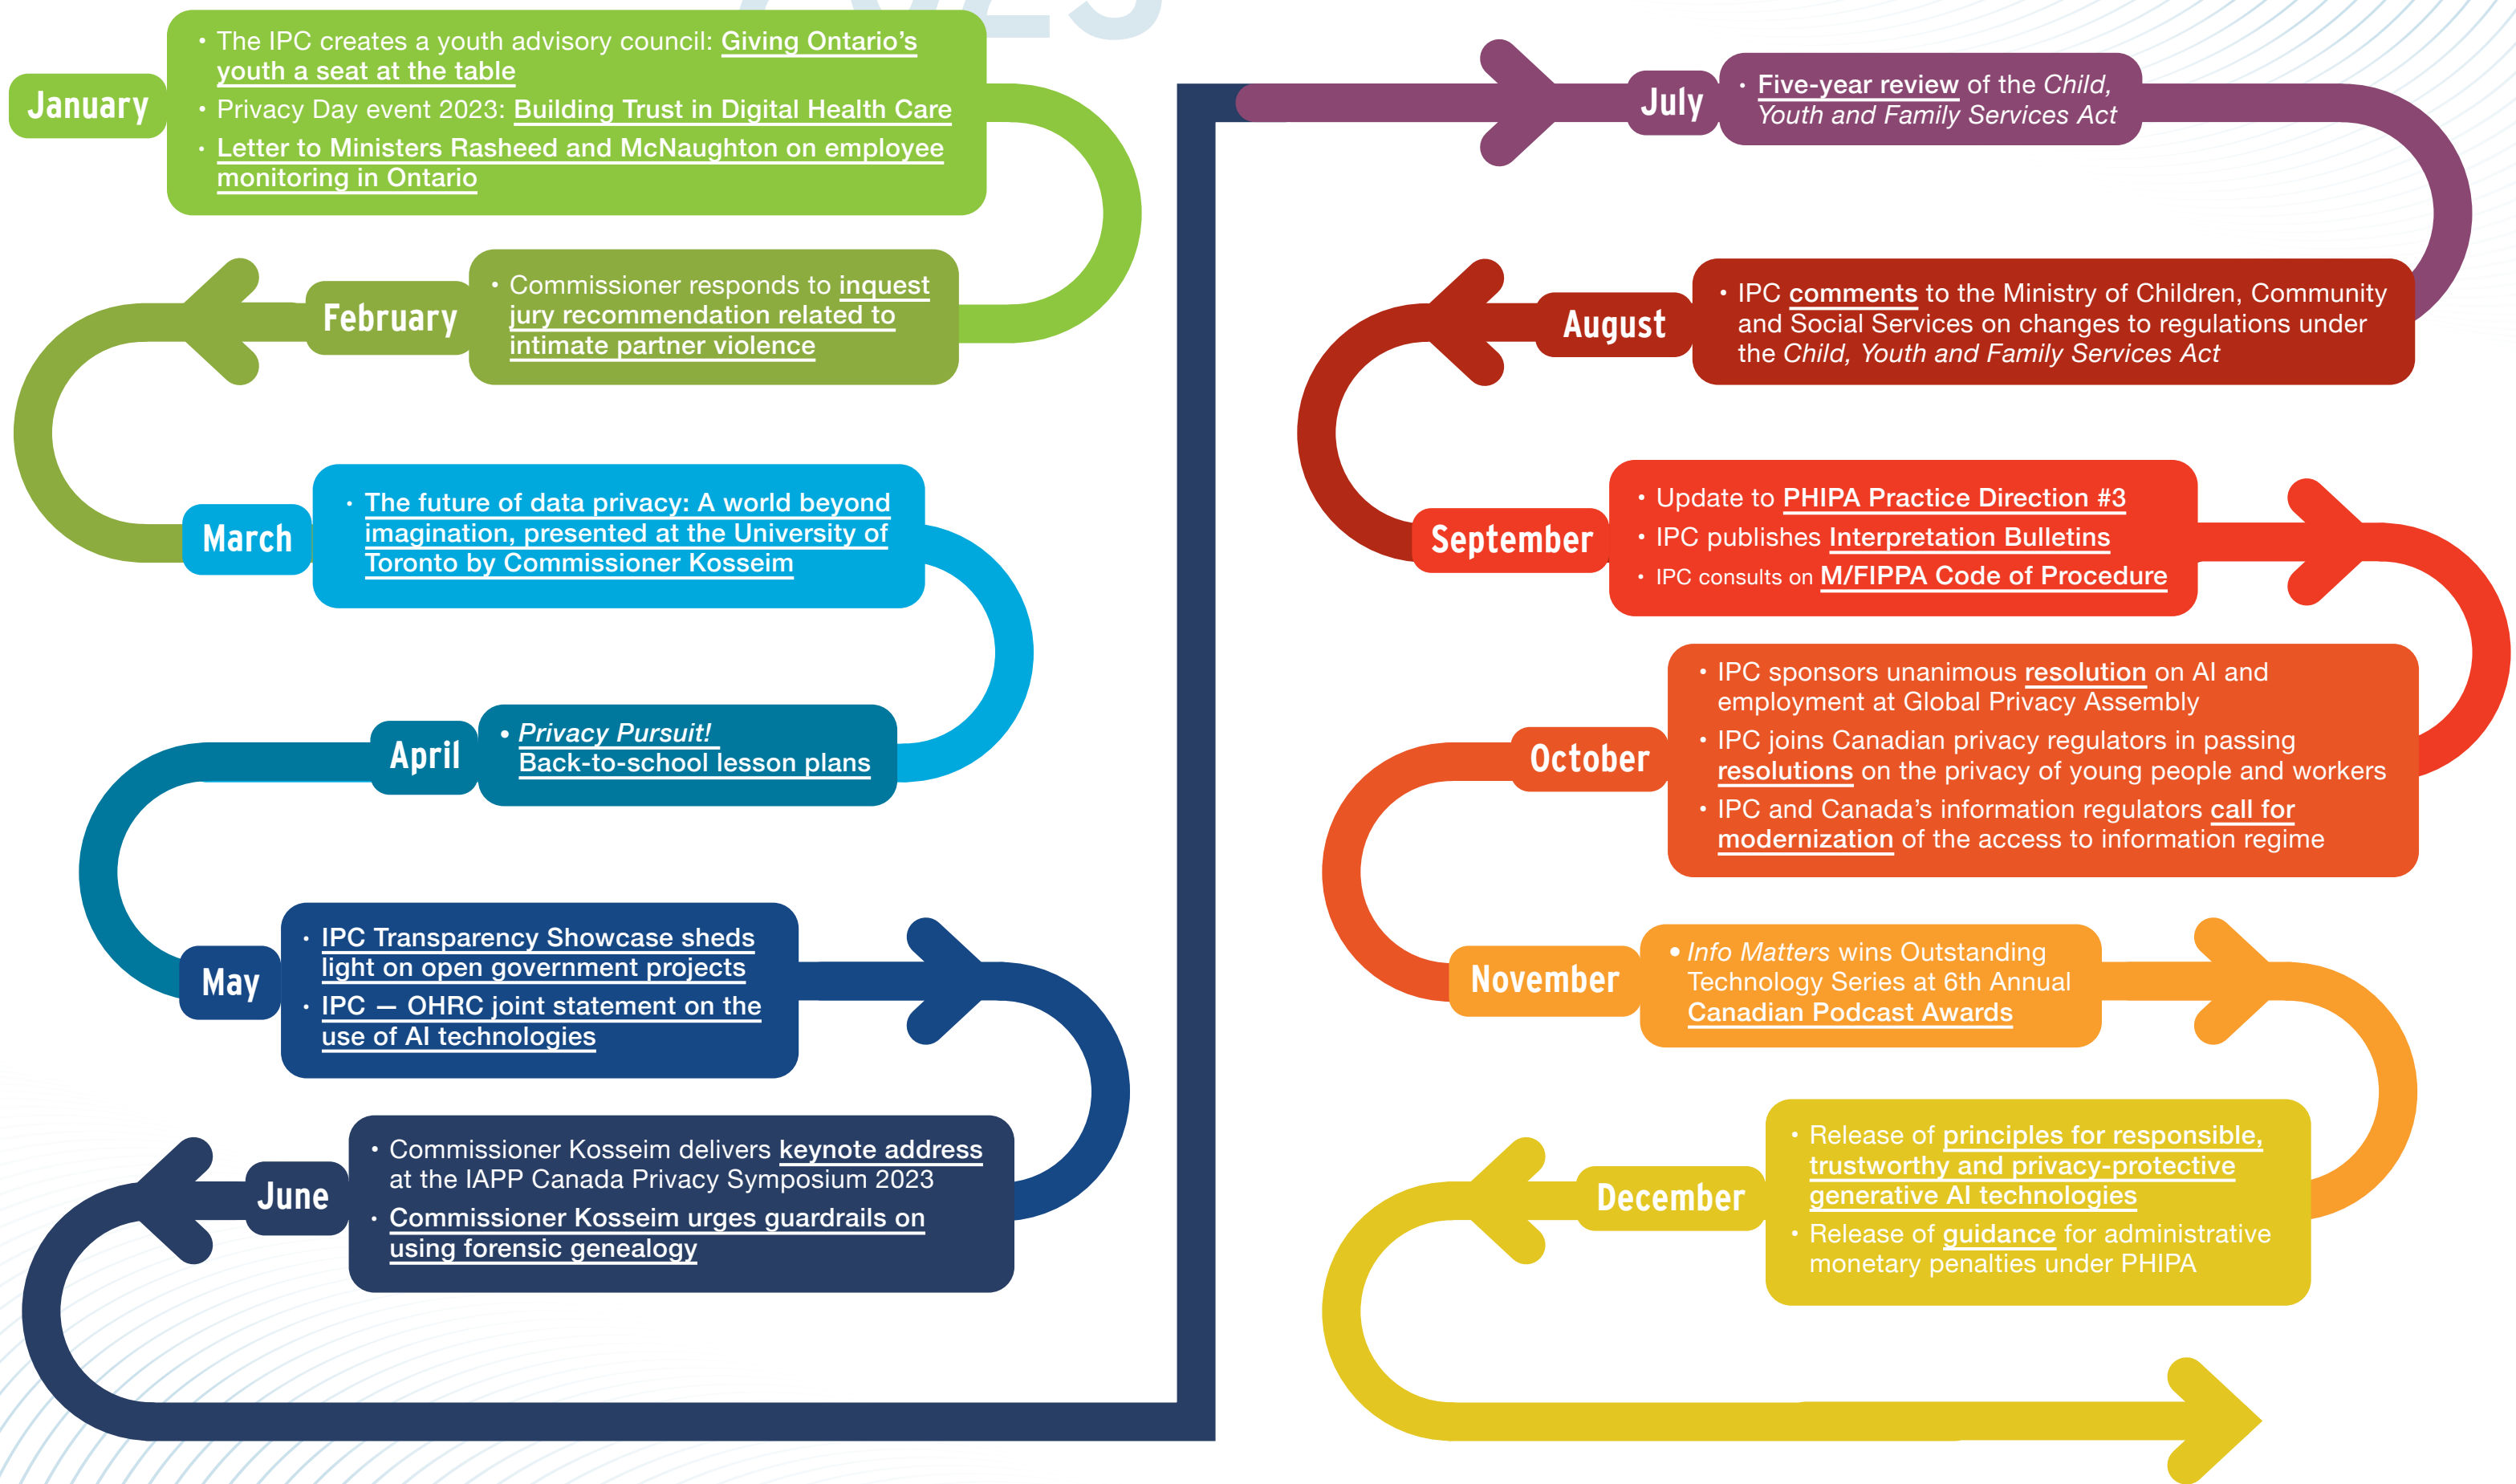 2023
January
• The IPC creates a youth advisory council: Giving Ontario’s
youth a seat at the table
• Privacy Day event 2023: Building Trust in Digital Health Care
• Letter to Ministers Rasheed and McNaughton on employee
monitoring in Ontario
February
• Commissioner responds to inquest
jury recommendation related to
intimate partner violence
March
• The future of data privacy: A world beyond
imagination, presented at the University of
Toronto by Commissioner Kosseim
April
• Privacy Pursuit!
Back-to-school lesson plans
May
• IPC Transparency Showcase sheds
light on open government projects
• IPC — OHRC joint statement on the
use of AI technologies
June
• Commissioner Kosseim delivers keynote address
at the IAPP Canada Privacy Symposium 2023
• Commissioner Kosseim urges guardrails on
using forensic genealogy
July
• Five-year review of the Child,
Youth and Family Services Act
August
• IPC comments to the Ministry of Children, Community
and Social Services on changes to regulations under
the Child, Youth and Family Services Act
September
• Update to PHIPA Practice Direction #3
• IPC publishes Interpretation Bulletins
• IPC consults on M/FIPPA Code of Procedure
October
• IPC sponsors unanimous resolution on AI and
employment at Global Privacy Assembly
• IPC joins Canadian privacy regulators in passing
resolutions on the privacy of young people and workers
• IPC and Canada’s information regulators call for
modernization of the access to information regime
November
• Info Matters wins Outstanding
Technology Series at 6th Annual
Canadian Podcast Awards
December
• Release of principles for responsible,
trustworthy and privacy-protective
generative AI technologies
• Release of guidance for administrative
monetary penalties under PHIPA